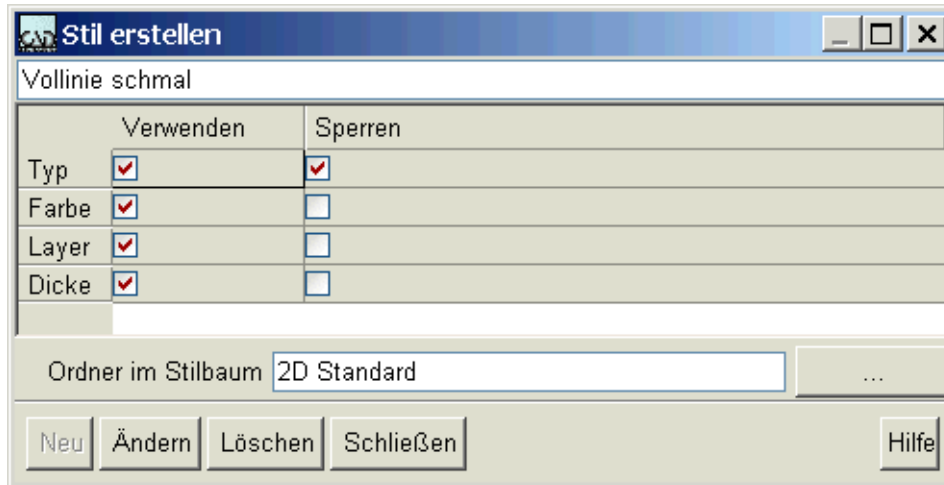 CAD Stil erstellen
Vollinie schmal
Verwenden Sperren
Typ
Farbe
Layer
Dicke
Ordner im Stilbaum 2D Standard ...
Neu Ändern Löschen Schließen Hilfe